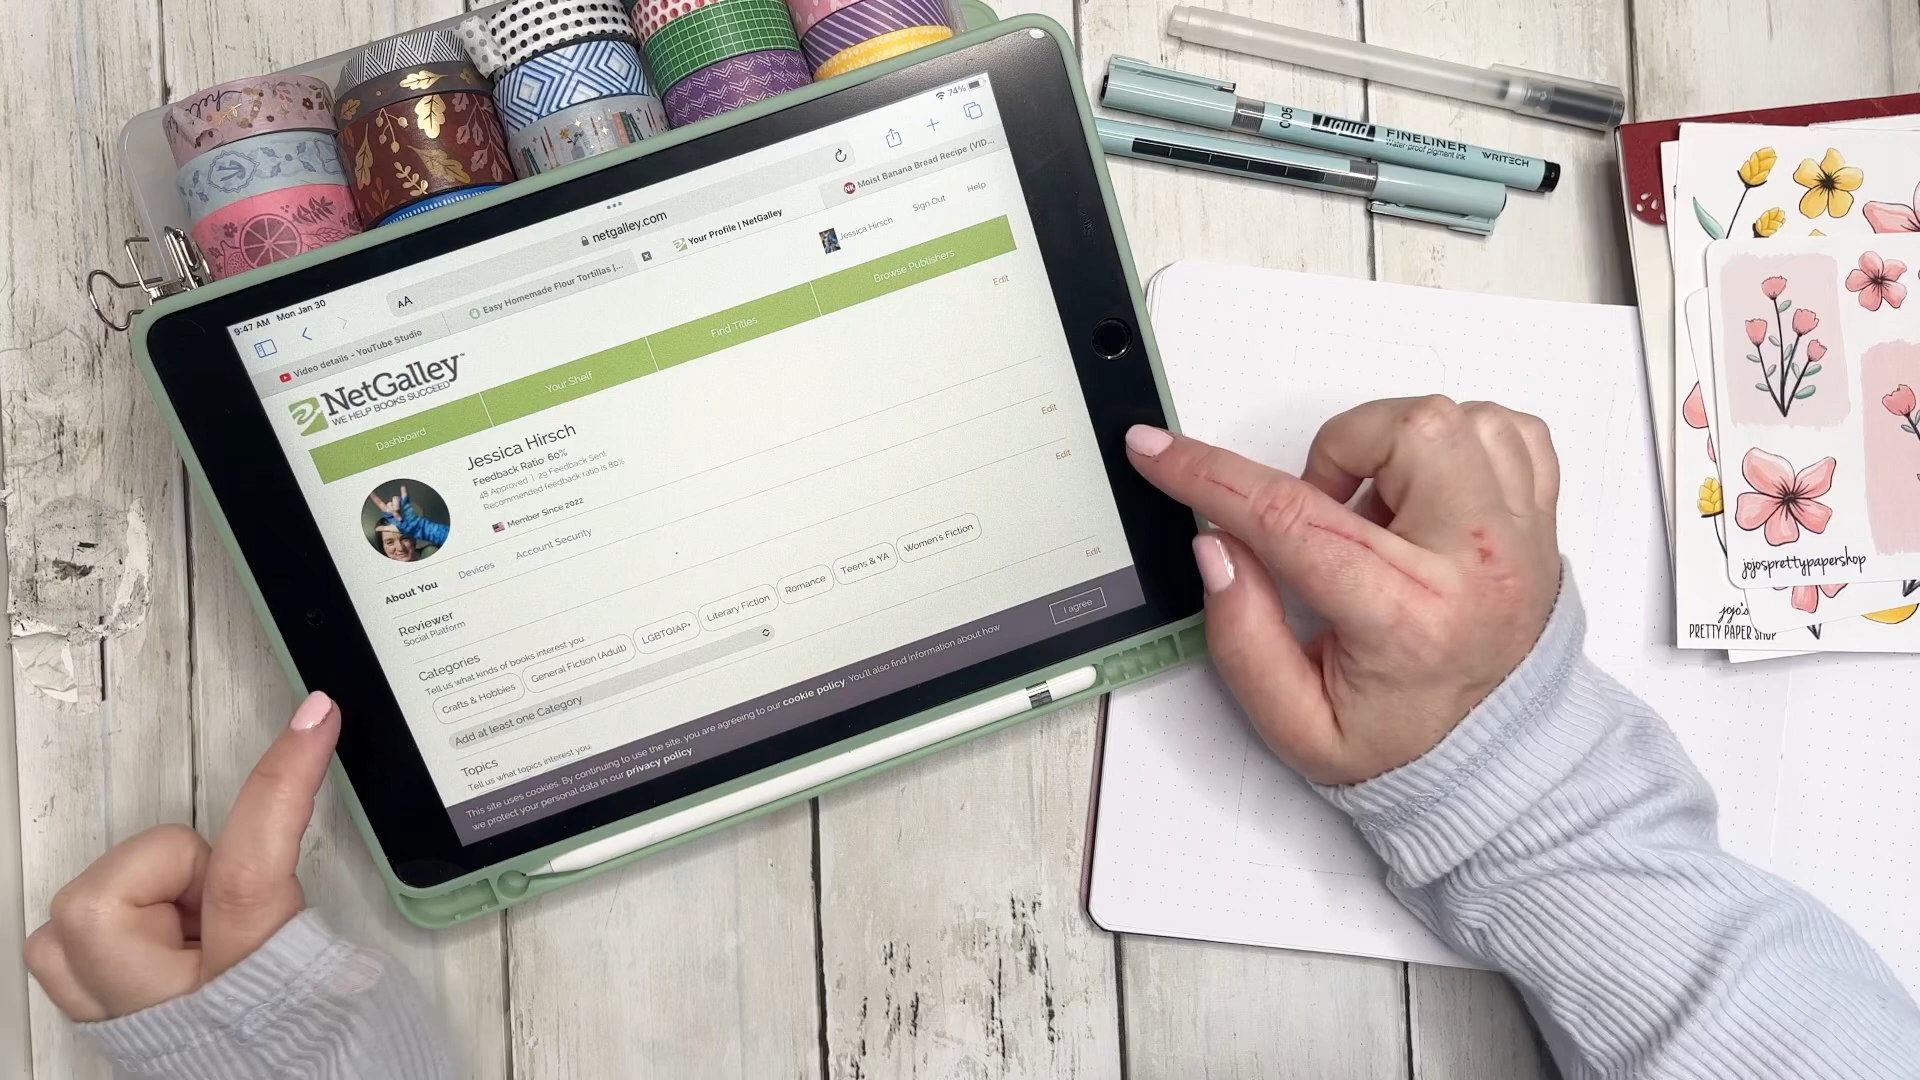 9:47 AM Mon Jan 30
74%
AA
netgalley.com
Video details - YouTube Studio
Easy Homemade Flour Tortillas |...
Your Profile | NetGalley
NK Moist Banana Bread Recipe (VID...
NetGalley
WE HELP BOOKS SUCCEED
Jessica Hirsch
Sign Out
Help
Dashboard
Your Shelf
Find Titles
Browse Publishers
Edit
Jessica Hirsch
Feedback Ratio: 60%
48 Approved | 29 Feedback Sent
Recommended feedback ratio is 80%
Member Since 2022
About You
Devices
Account Security
Edit
Reviewer
Social Platform
Edit
Categories
Tell us what kinds of books interest you
Crafts & Hobbies
General Fiction (Adult)
LGBTQIAP+
Literary Fiction
Romance
Teens & YA
Women's Fiction
Add at least one Category
Edit
Topics
Tell us what topics interest you
This site uses cookies. By continuing to use the site, you are agreeing to our cookie policy. You'll also find information about how
we protect your personal data in our privacy policy.
I agree
005
Liquid
FINELINER
Water-proof pigment ink
WRITECH
jojosprettypapershop
jojo's
PRETTY PAPER SHOP